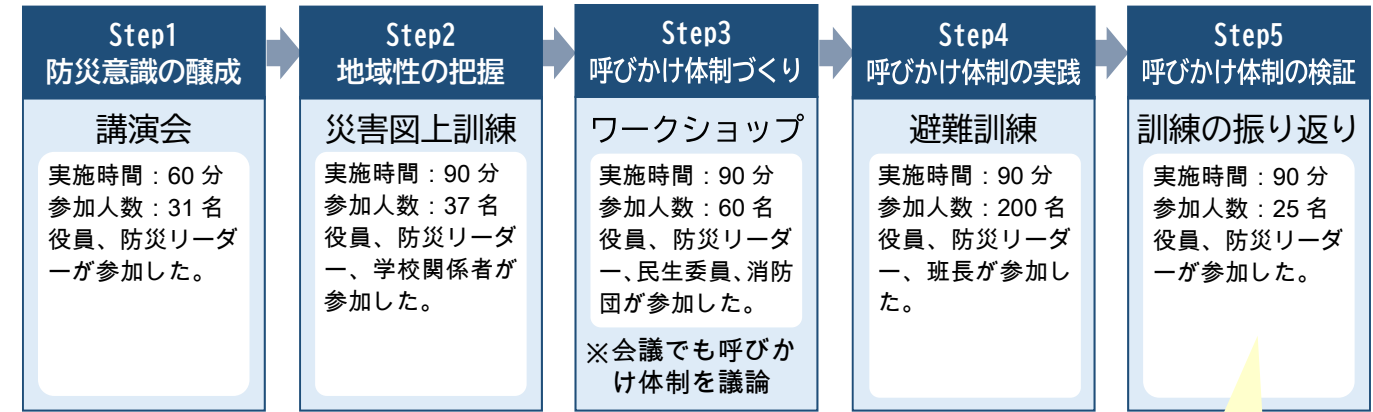 Step1
防災意識の醸成
講演会
実施時間：60 分
参加人数：31 名
役員、防災リーダ
ーが参加した。
Step2
地域性の把握
災害図上訓練
実施時間：90 分
参加人数：37 名
役員、防災リーダ
ー、学校関係者が
参加した。
Step3
呼びかけ体制づくり
ワークショップ
実施時間：90 分
参加人数：60 名
役員、防災リーダ
ー、民生委員、消防
団が参加した。
※会議でも呼びか
け体制を議論
Step4
呼びかけ体制の実践
避難訓練
実施時間：90 分
参加人数：200 名
役員、防災リーダ
ー、班長が参加し
た。
Step5
呼びかけ体制の検証
訓練の振り返り
実施時間：90 分
参加人数：25 名
役員、防災リーダ
ーが参加した。